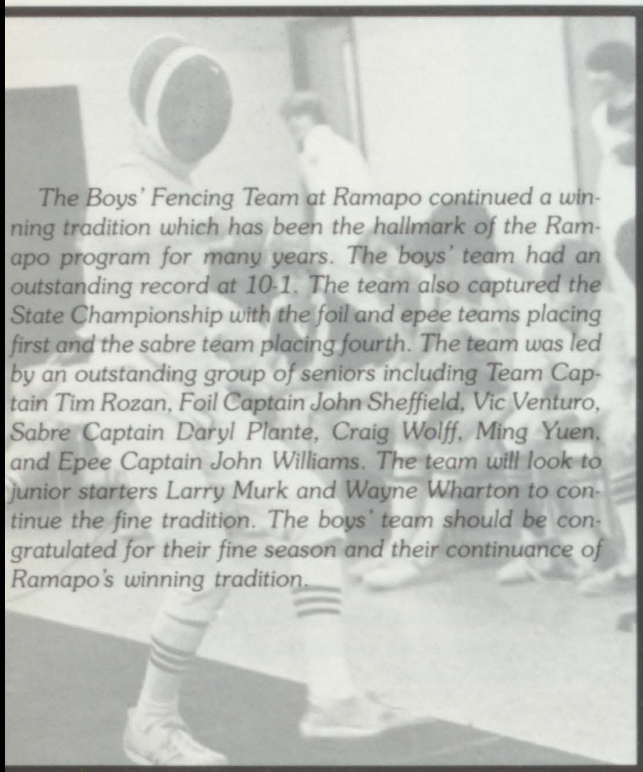 The Boys' Fencing Team at Ramapo continued a win-
ning tradition which has been the hallmark of the Ram-
apo program for many years. The boys' team had an
outstanding record at 10-1. The team also captured the
State Championship with the foil and epee teams placing
first and the sabre team placing fourth. The team was led
by an outstanding group of seniors including Team Cap-
tain Tim Rozan, Foil Captain John Sheffield, Vic Venturo,
Sabre Captain Daryl Plante, Craig Wolff, Ming Yuen,
and Epee Captain John Williams. The team will look to
junior starters Larry Murk and Wayne Wharton to con-
tinue the fine tradition. The boys' team should be con-
gratulated for their fine season and their continuance of
Ramapo's winning tradition.